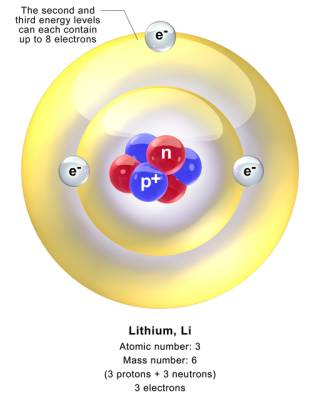 The second and
third energy levels
can each contain
up to 8 electrons
e-
e-
n
e-
p+
Lithium, Li
Atomic number: 3
Mass number: 6
(3 protons + 3 neutrons)
3 electrons